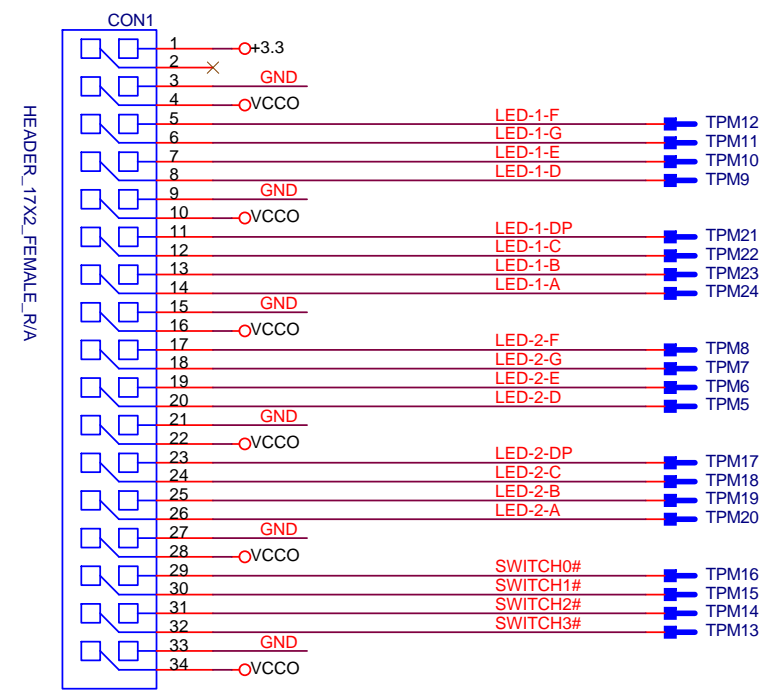 CON1
HEADER_17X2_FEMALE_R/A
1 +3.3
2
3 GND
4 VCCO
5 LED-1-F TPM12
6 LED-1-G TPM11
7 LED-1-E TPM10
8 LED-1-D TPM9
9 GND
10 VCCO
11 LED-1-DP TPM21
12 LED-1-C TPM22
13 LED-1-B TPM23
14 LED-1-A TPM24
15 GND
16 VCCO
17 LED-2-F TPM8
18 LED-2-G TPM7
19 LED-2-E TPM6
20 LED-2-D TPM5
21 GND
22 VCCO
23 LED-2-DP TPM17
24 LED-2-C TPM18
25 LED-2-B TPM19
26 LED-2-A TPM20
27 GND
28 VCCO
29 SWITCH0# TPM16
30 SWITCH1# TPM15
31 SWITCH2# TPM14
32 SWITCH3# TPM13
33 GND
34 VCCO